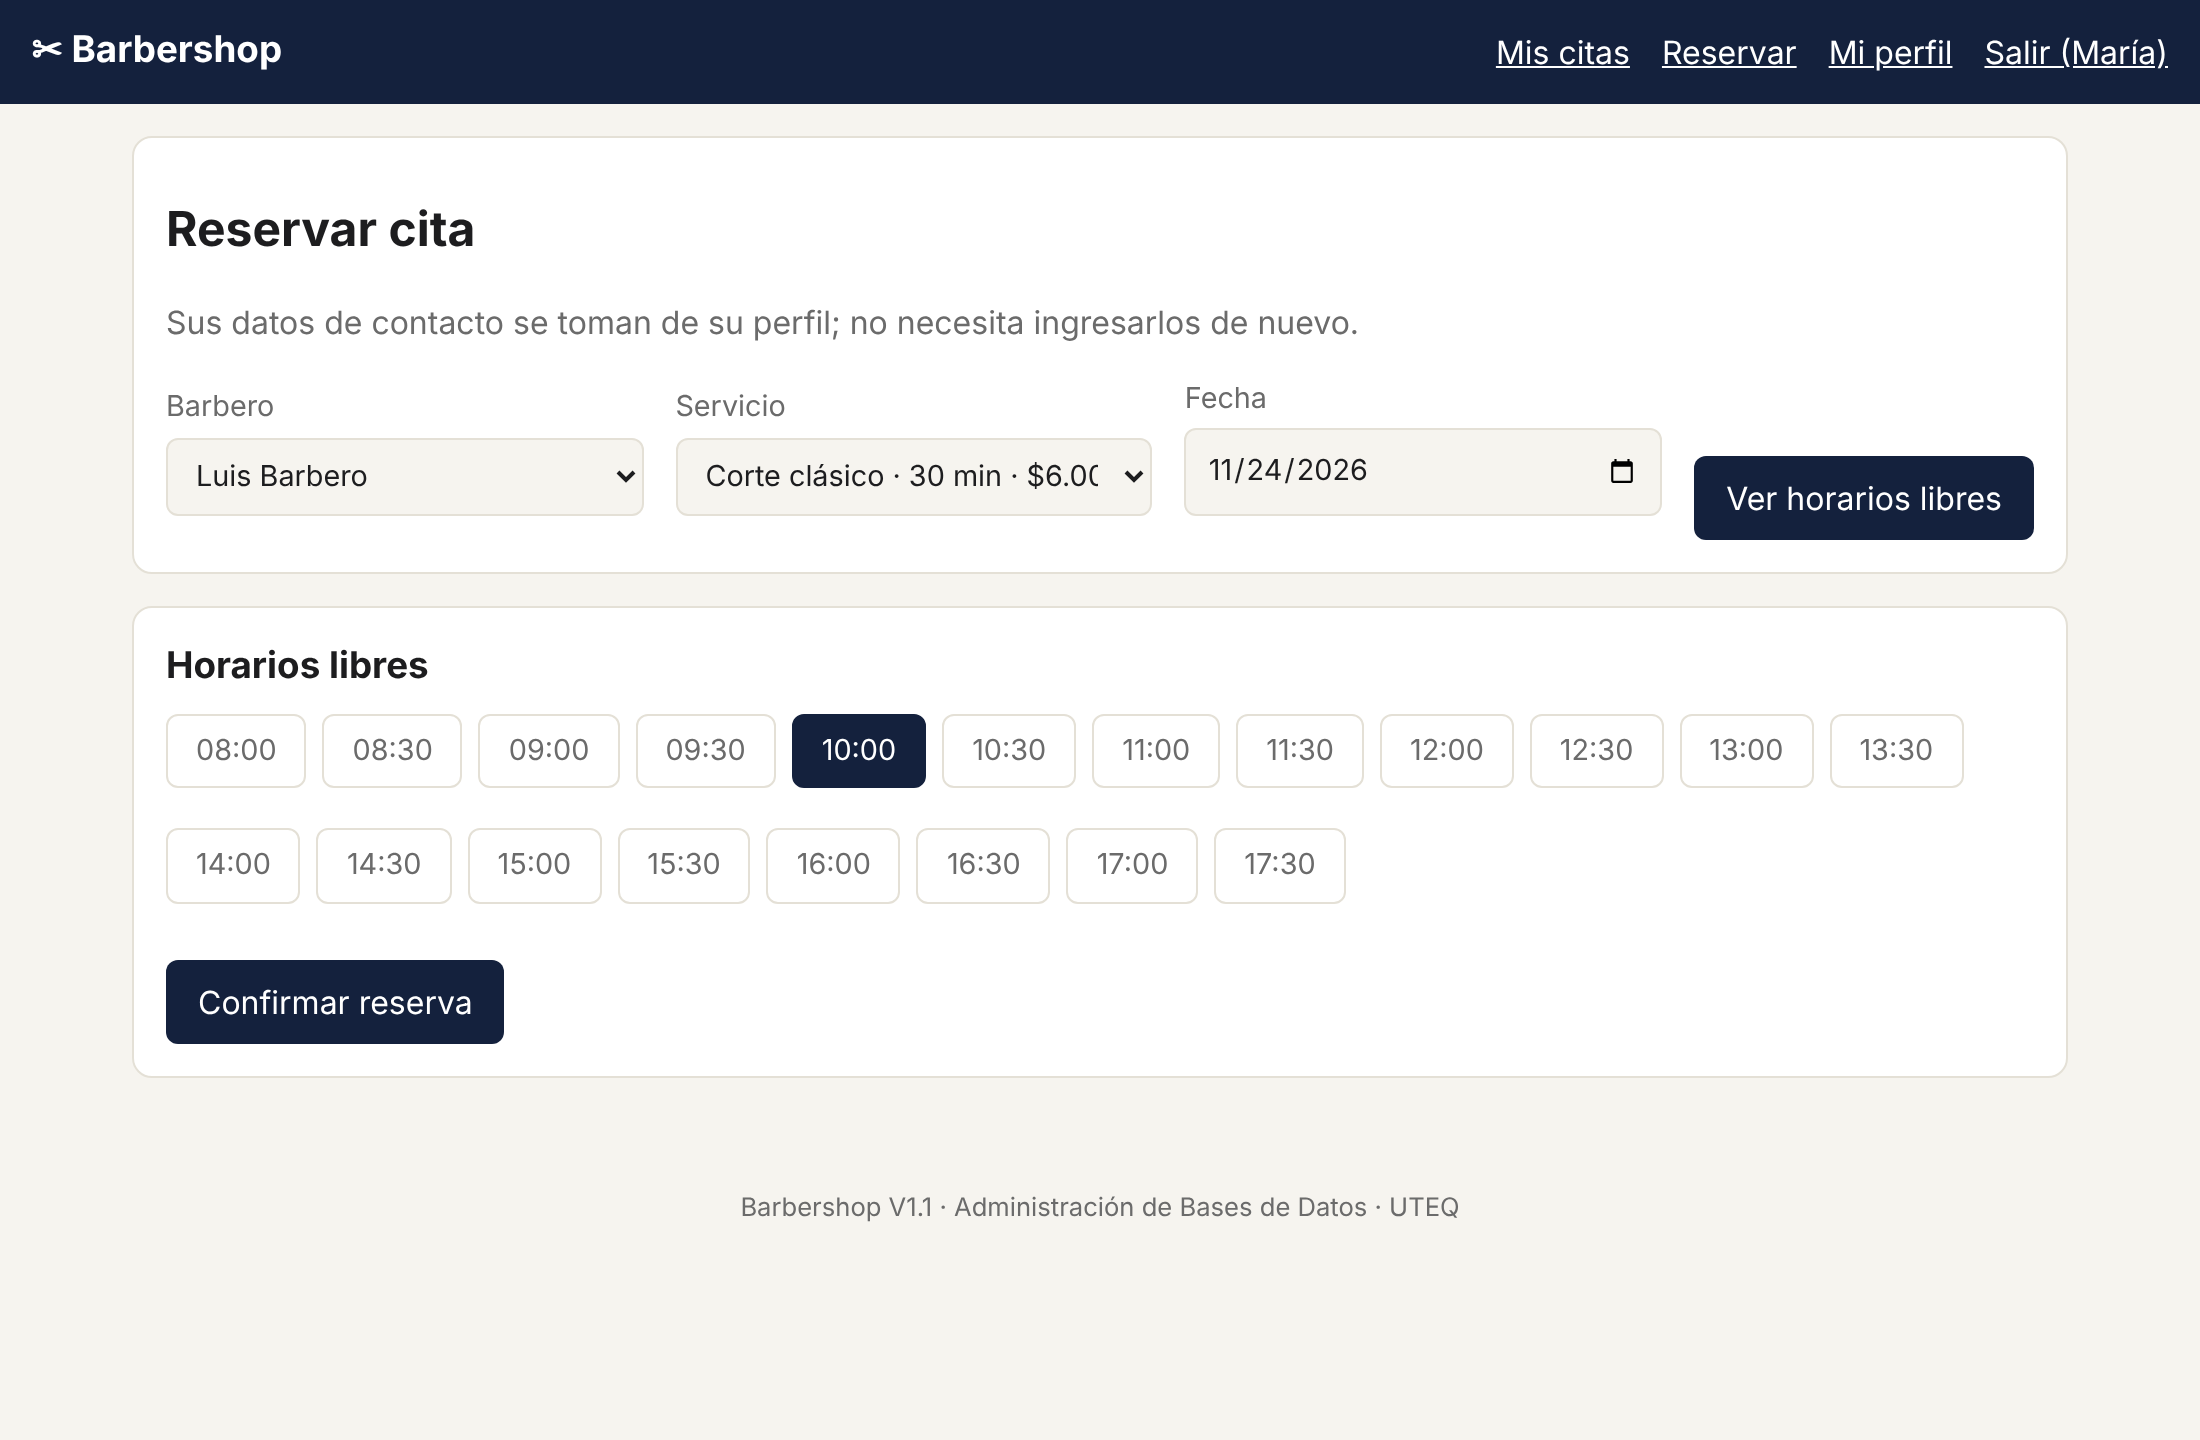 ✂ Barbershop
Mis citas Reservar Mi perfil Salir (María)
Reservar cita
Sus datos de contacto se toman de su perfil; no necesita ingresarlos de nuevo.
Barbero Servicio Fecha
Luis Barbero Corte clásico · 30 min · $6.00 11/24/2026 Ver horarios libres
Horarios libres
08:00 08:30 09:00 09:30 10:00 10:30 11:00 11:30 12:00 12:30 13:00 13:30
14:00 14:30 15:00 15:30 16:00 16:30 17:00 17:30
Confirmar reserva
Barbershop V1.1 · Administración de Bases de Datos · UTEQ